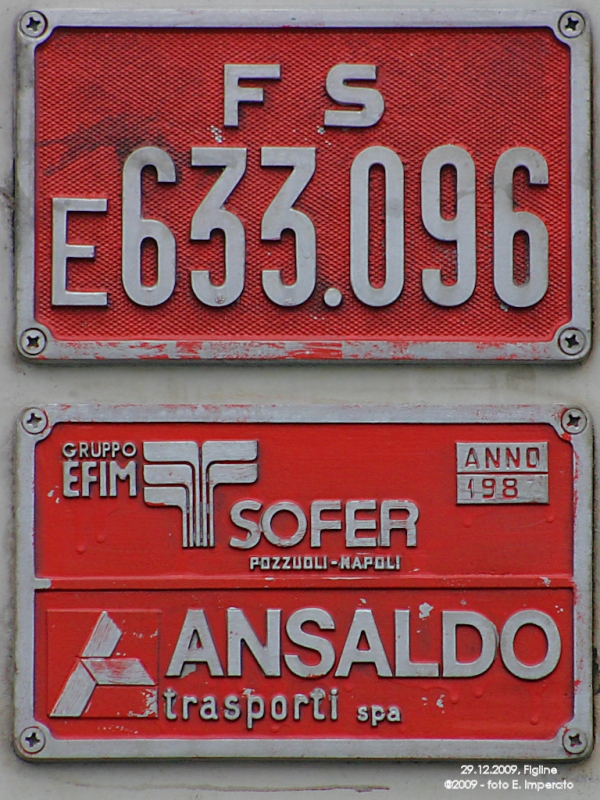 F S
E633.096
GRUPPO
EFIM
SOFER
POZZUOLI-NAPOLI
ANNO
198
ANSALDO
trasporti spa
29.12.2009, Figline
©2009 - foto E. Imperato